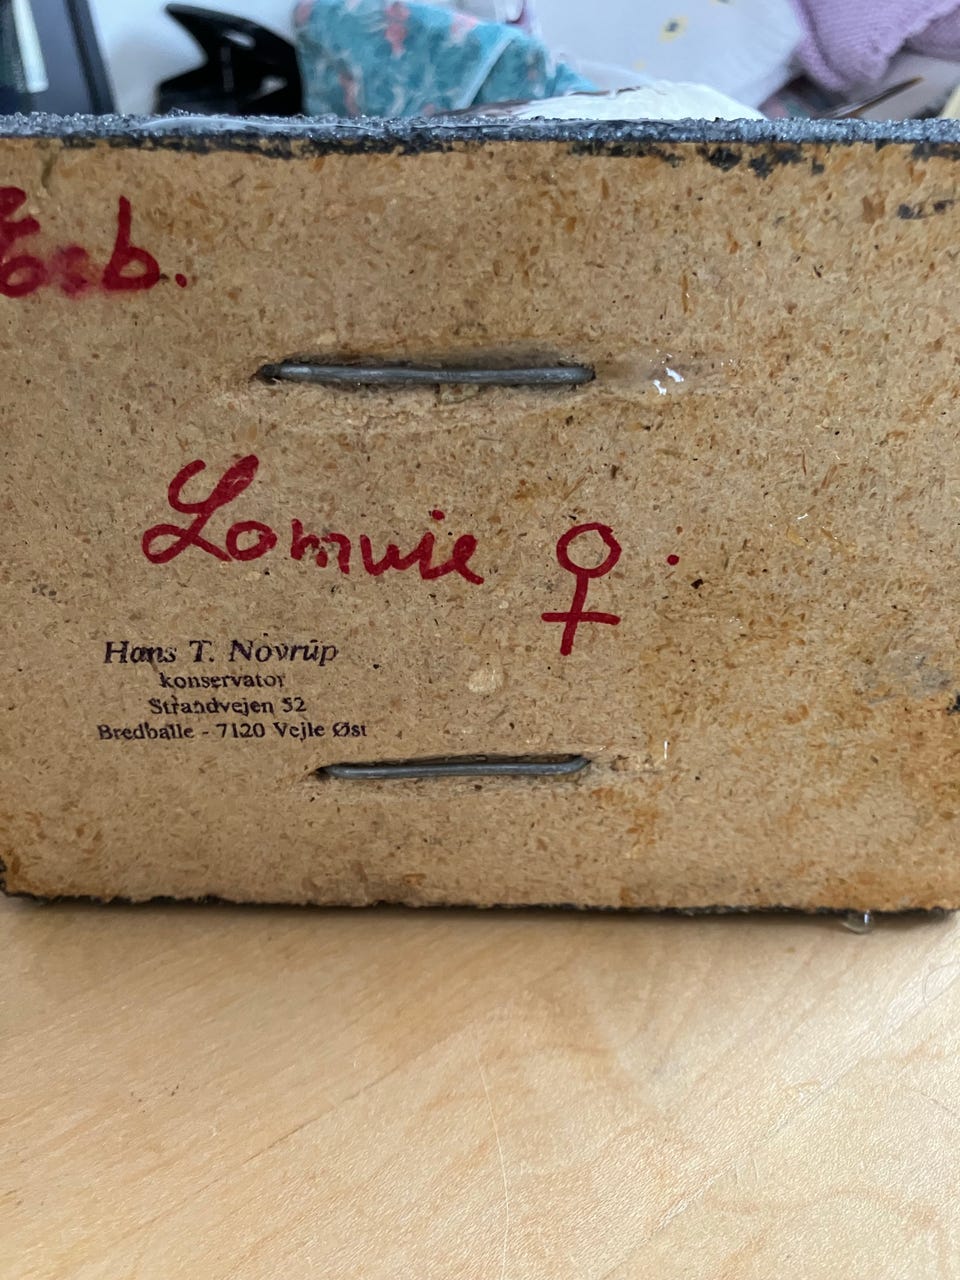 Lomvie ♀.
Hans T. Novrup
konservator
Strandvejen 52
Bredballe - 7120 Vejle Øst